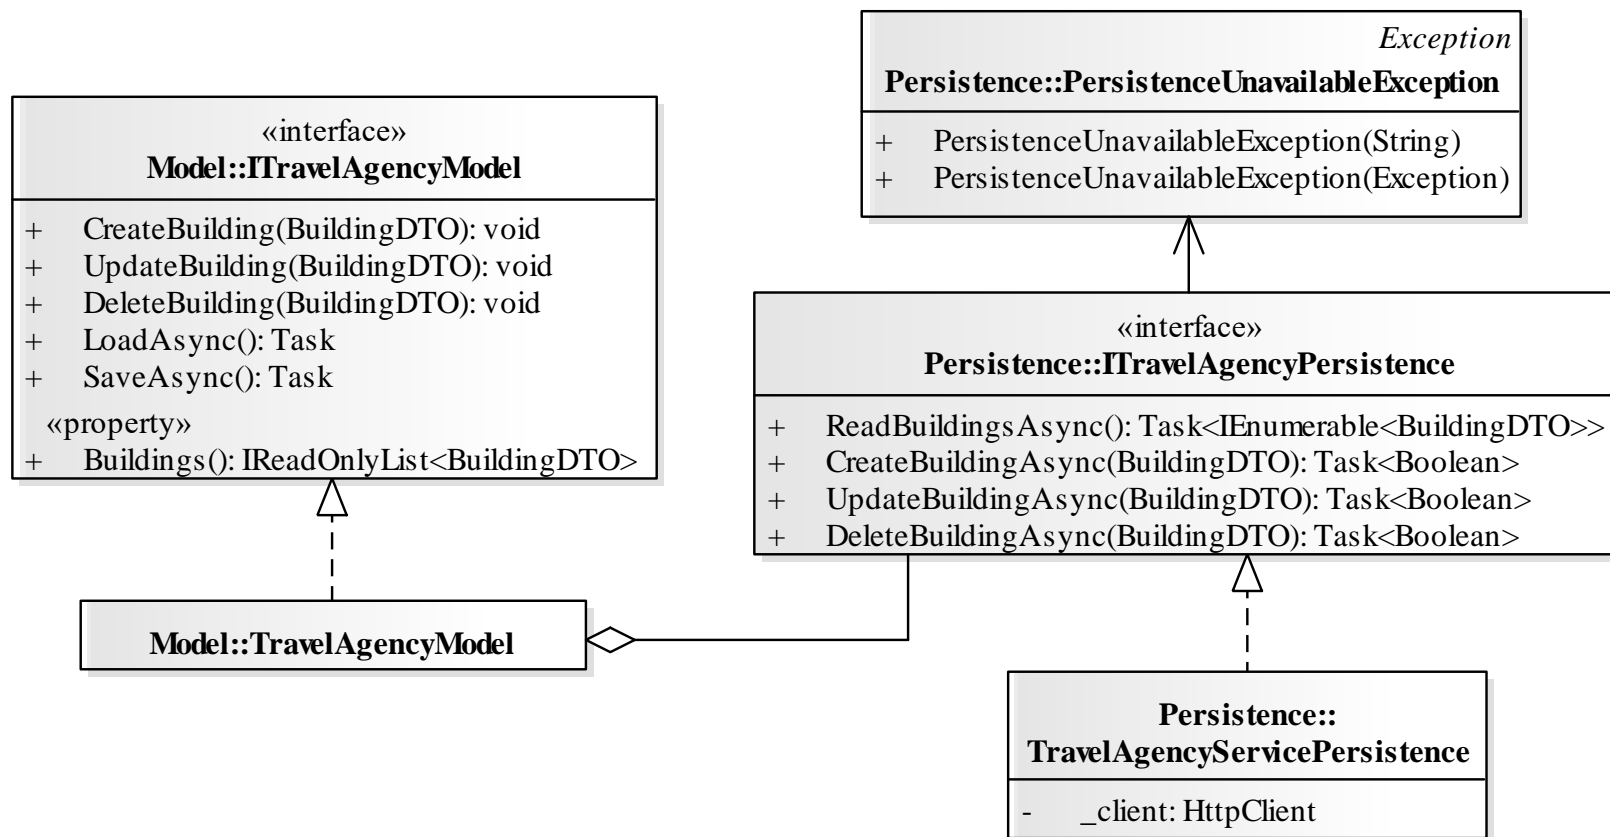 Exception
Persistence::PersistenceUnavailableException
+ PersistenceUnavailableException(String)
+ PersistenceUnavailableException(Exception)
«interface»
Model::ITravelAgencyModel
+ CreateBuilding(BuildingDTO): void
+ UpdateBuilding(BuildingDTO): void
+ DeleteBuilding(BuildingDTO): void
+ LoadAsync(): Task
+ SaveAsync(): Task
«property»
+ Buildings(): IReadOnlyList<BuildingDTO>
«interface»
Persistence::ITravelAgencyPersistence
+ ReadBuildingsAsync(): Task<IEnumerable<BuildingDTO>>
+ CreateBuildingAsync(BuildingDTO): Task<Boolean>
+ UpdateBuildingAsync(BuildingDTO): Task<Boolean>
+ DeleteBuildingAsync(BuildingDTO): Task<Boolean>
Model::TravelAgencyModel
Persistence::
TravelAgencyServicePersistence
- _client: HttpClient